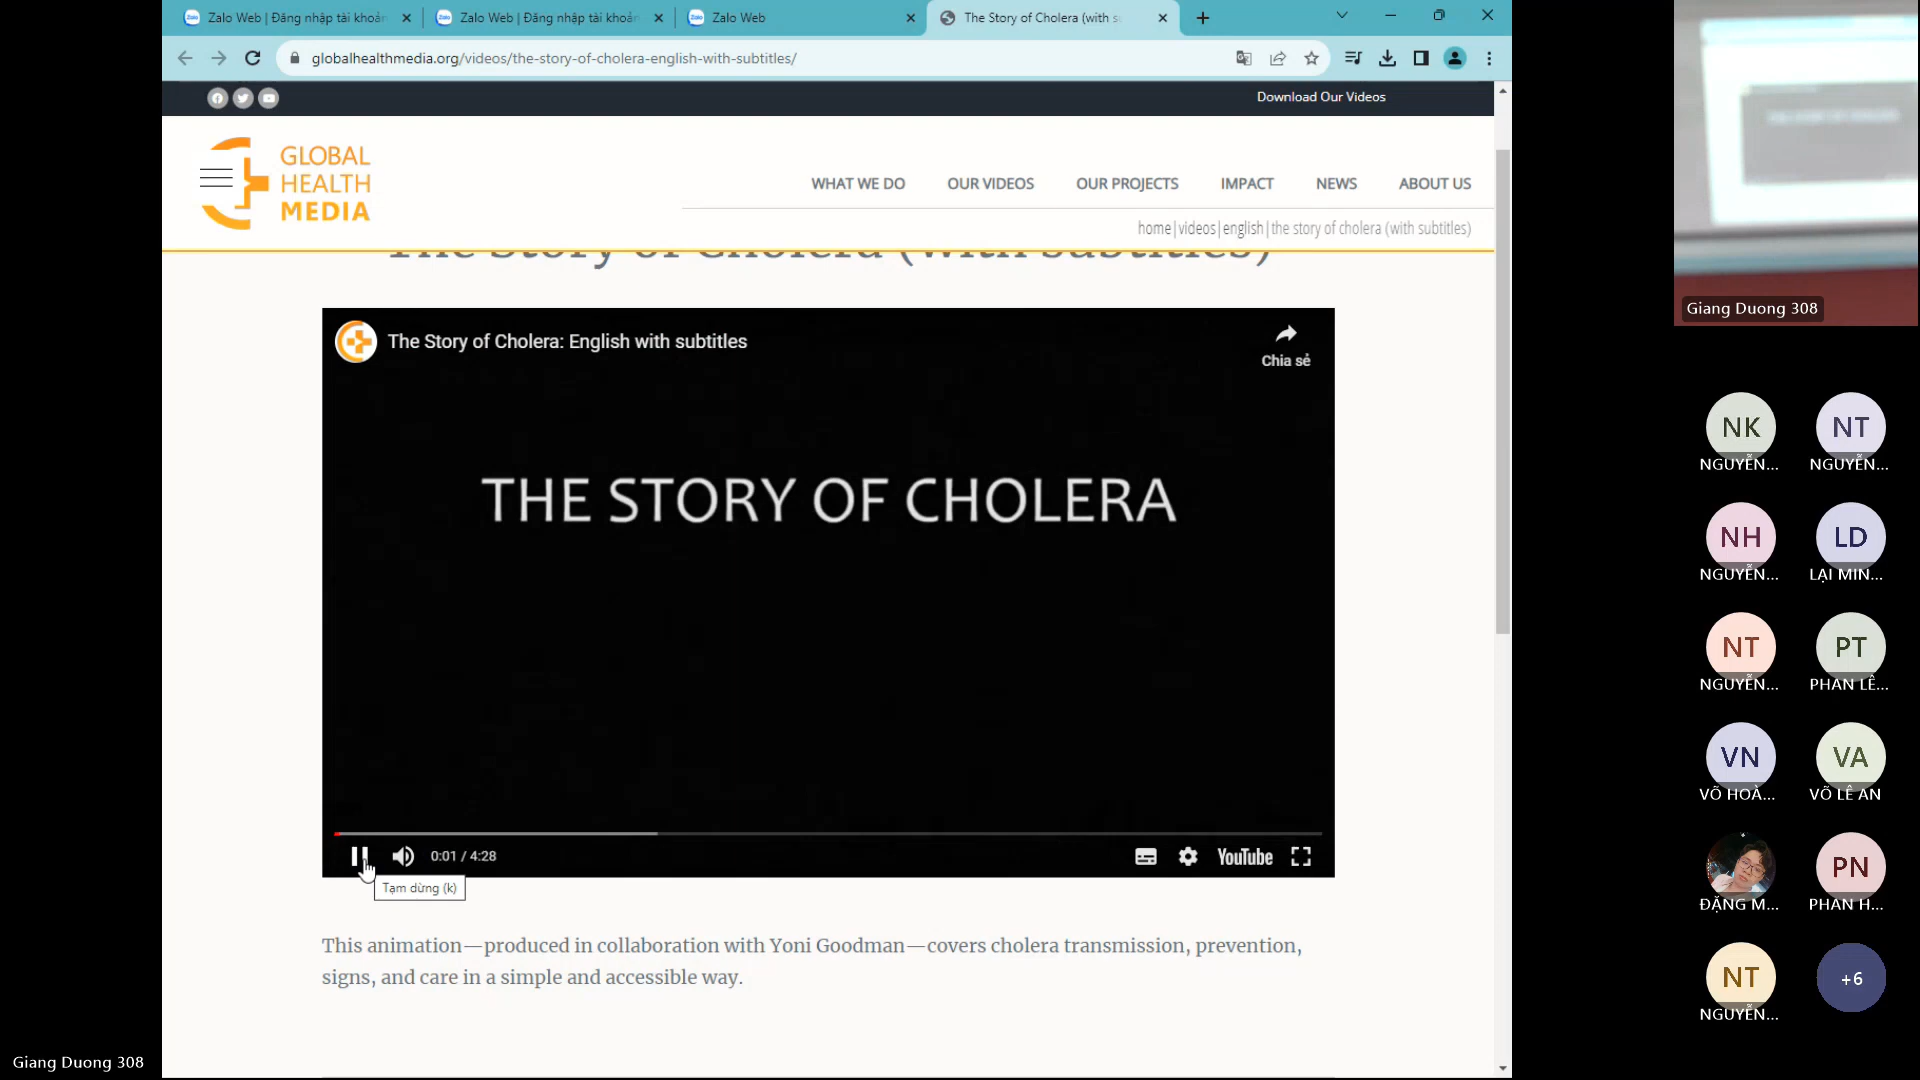 Zalo Web | Đăng nhập tài khoản
Zalo Web | Đăng nhập tài khoản
Zalo Web
The Story of Cholera (with s
globalhealthmedia.org/videos/the-story-of-cholera-english-with-subtitles/
Download Our Videos
GLOBAL
HEALTH
MEDIA
WHAT WE DO
OUR VIDEOS
OUR PROJECTS
IMPACT
NEWS
ABOUT US
home|videos|english|the story of cholera (with subtitles)
The Story of Cholera (with subtitles)
The Story of Cholera: English with subtitles
Chia sẻ
THE STORY OF CHOLERA
0:01 / 4:28
YouTube
Tạm dừng (k)
This animation—produced in collaboration with Yoni Goodman—covers cholera transmission, prevention,
signs, and care in a simple and accessible way.
Giang Duong 308
Giang Duong 308
NK
NGUYỄN...
NT
NGUYỄN...
NH
NGUYỄN...
LD
LẠI MIN...
NT
NGUYỄN...
PT
PHAN LÊ...
VN
VÕ HOÀ...
VA
VÕ LÊ AN
ĐẶNG M...
PN
PHAN H...
NT
NGUYỄN...
+6